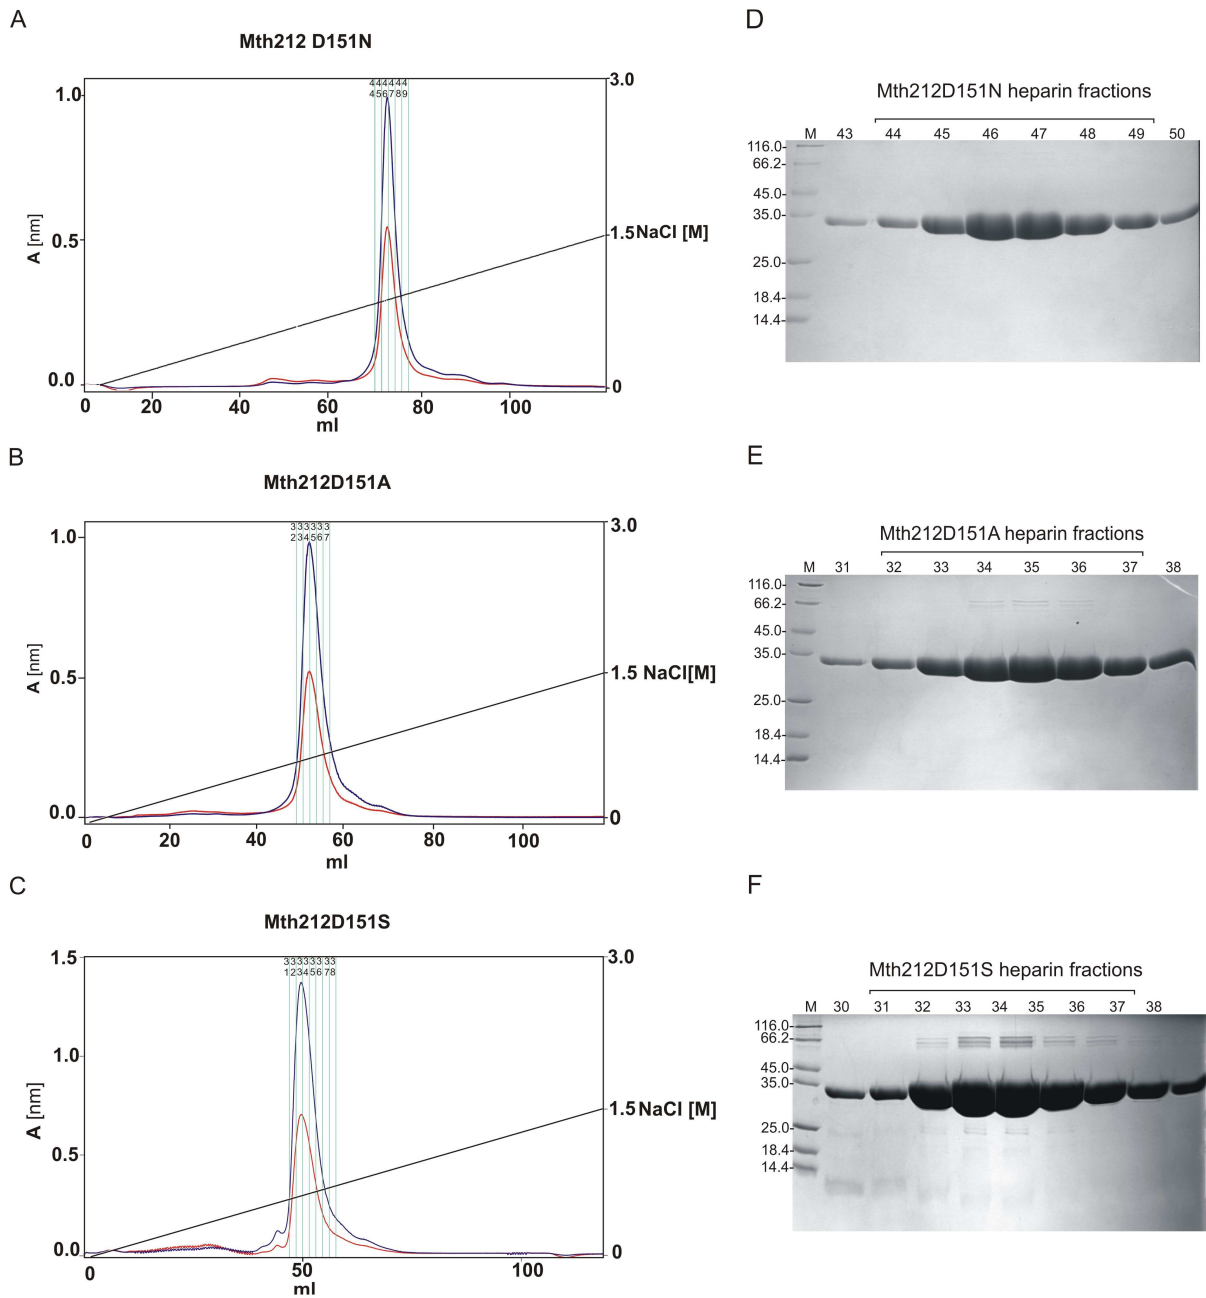 A
Mth212 D151N
4 4 4 4 4 4
4 5 6 7 8 9
1.0
0.5
0.0
A [nm]
3.0
1.5 NaCl [M]
0
0 20 40 60 80 100
ml
D
Mth212D151N heparin fractions
M 43 44 45 46 47 48 49 50
116.0
66.2
45.0
35.0
25.0
18.4
14.4
B
Mth212D151A
3 3 3 3 3 3
2 3 4 5 6 7
1.0
0.5
0.0
A [nm]
3.0
1.5 NaCl[M]
0
0 20 40 60 80 100
ml
E
Mth212D151A heparin fractions
M 31 32 33 34 35 36 37 38
116.0
66.2
45.0
35.0
25.0
18.4
14.4
C
Mth212D151S
3 3 3 3 3 3 3 3
1 2 3 4 5 6 7 8
1.5
1.0
0.5
0.0
A [nm]
3.0
1.5 NaCl [M]
0
0 50 100
ml
F
Mth212D151S heparin fractions
M 30 31 32 33 34 35 36 37 38
116.0
66.2
45.0
35.0
25.0
18.4
14.4